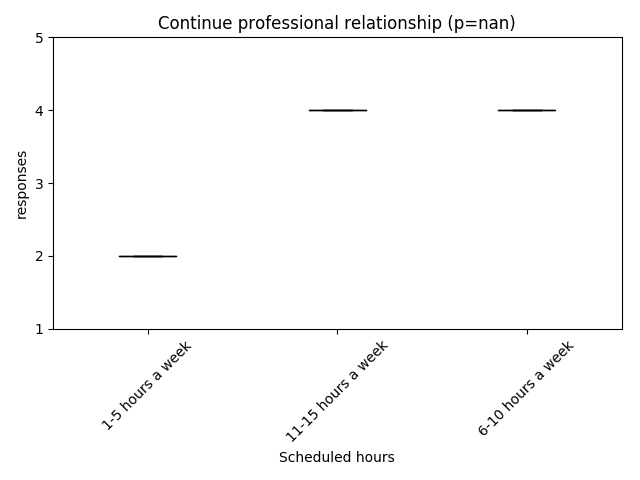 Continue professional relationship (p=nan)
5
4
3
2
1
responses
1-5 hours a week
11-15 hours a week
6-10 hours a week
Scheduled hours